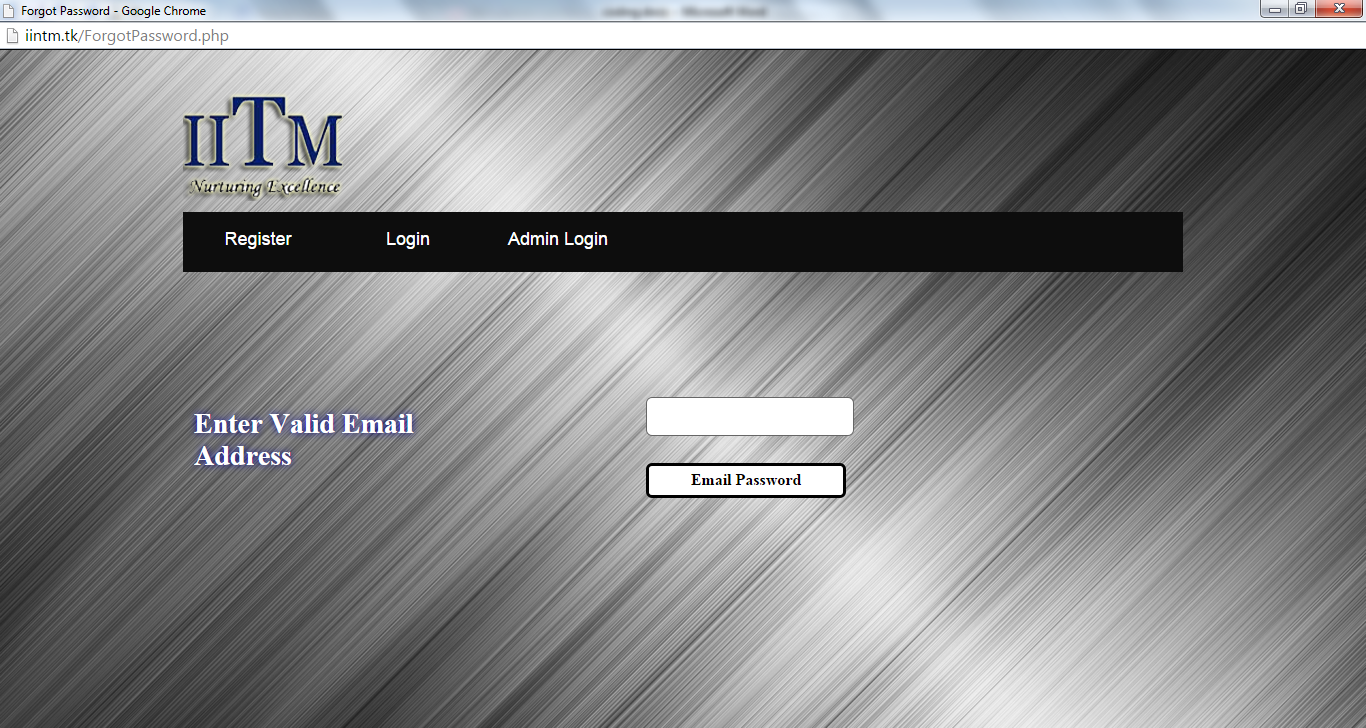 Forgot Password - Google Chrome
iintm.tk/ForgotPassword.php
IITM
Nurturing Excellence
Register Login Admin Login
Enter Valid Email
Address
Email Password